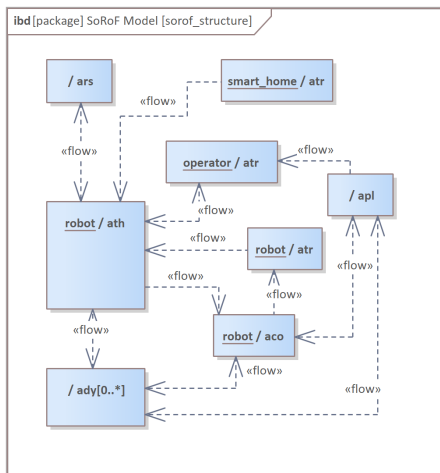 ibd [package] SoRoF Model [sorof_structure]
/ ars
smart_home / atr
«flow»
«flow»
operator / atr
«flow»
/ apl
robot / ath
«flow»
robot / atr
«flow»
«flow»
«flow»
«flow»
robot / aco
«flow»
«flow»
/ ady[0..*]
«flow»